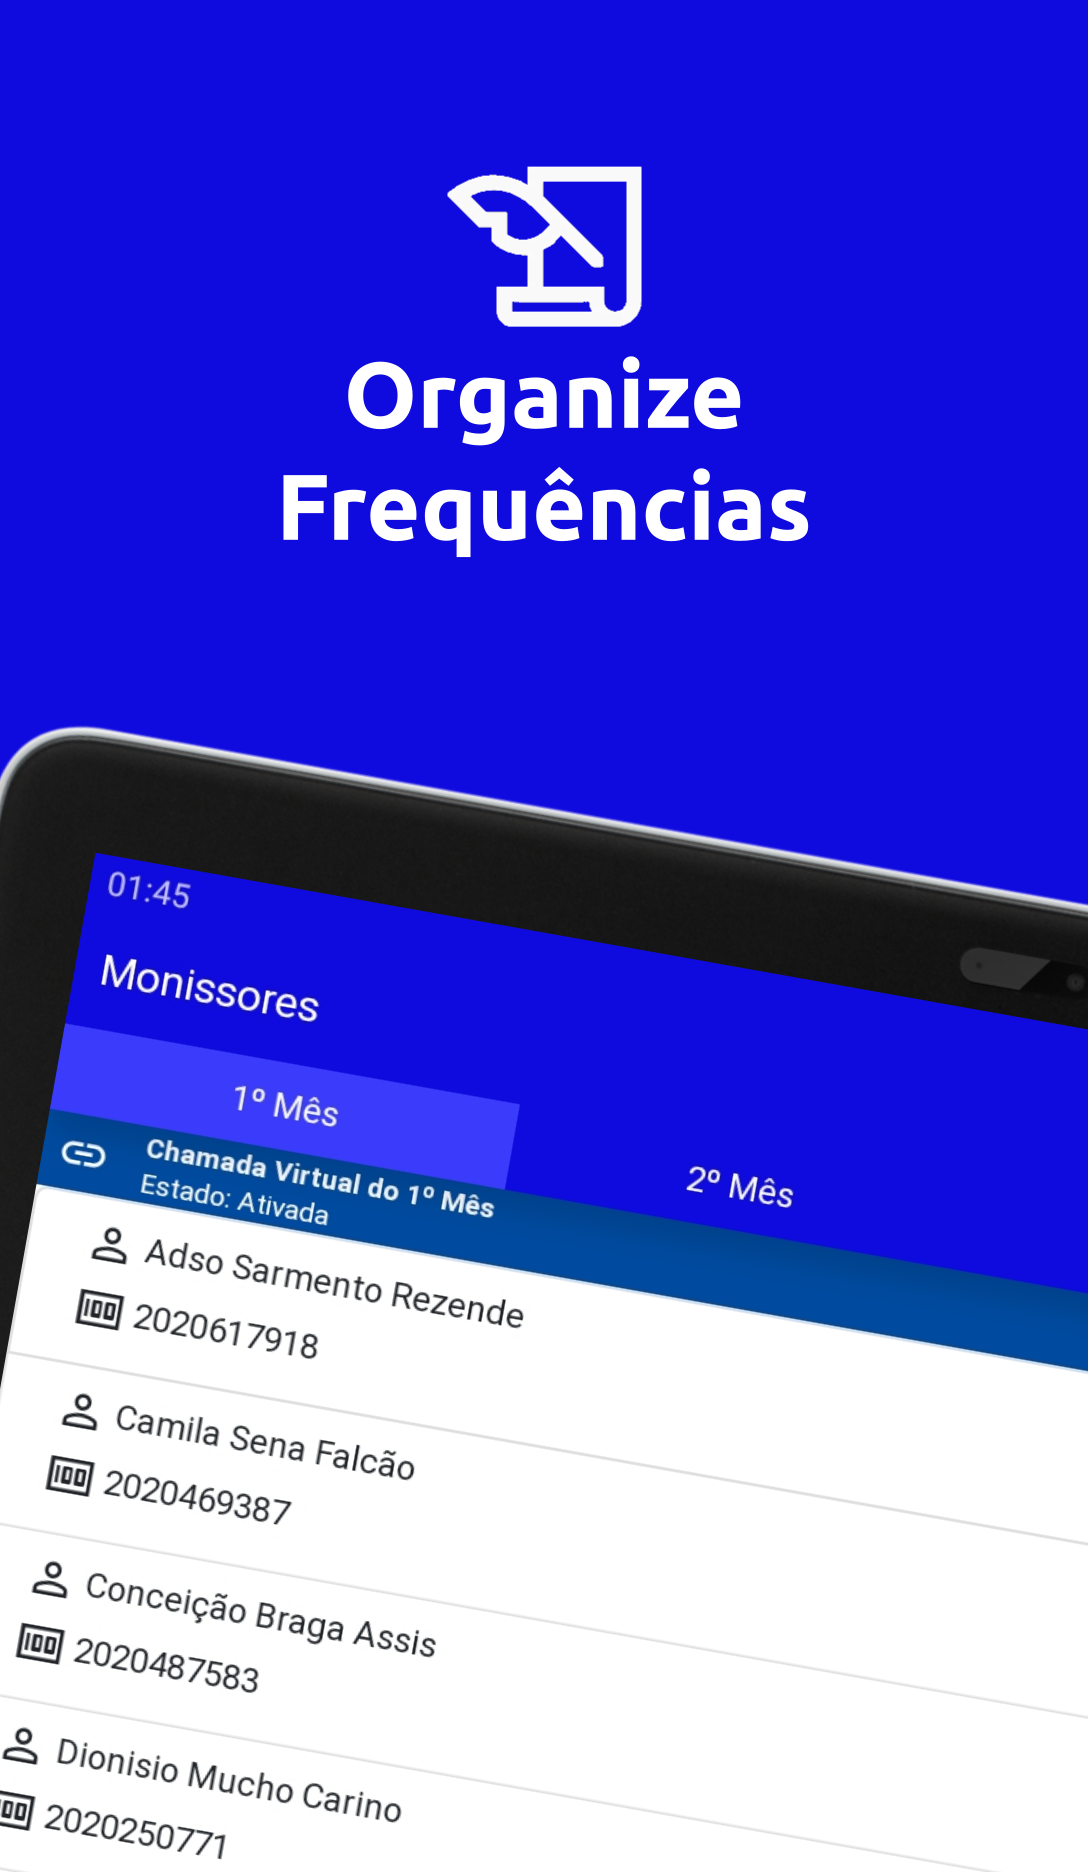 Organize
Frequências
01:45
Monissores
1º Mês
2º Mês
Chamada Virtual do 1º Mês
Estado: Ativada
Adso Sarmento Rezende
2020617918
Camila Sena Falcão
2020469387
Conceição Braga Assis
2020487583
Dionisio Mucho Carino
2020250771